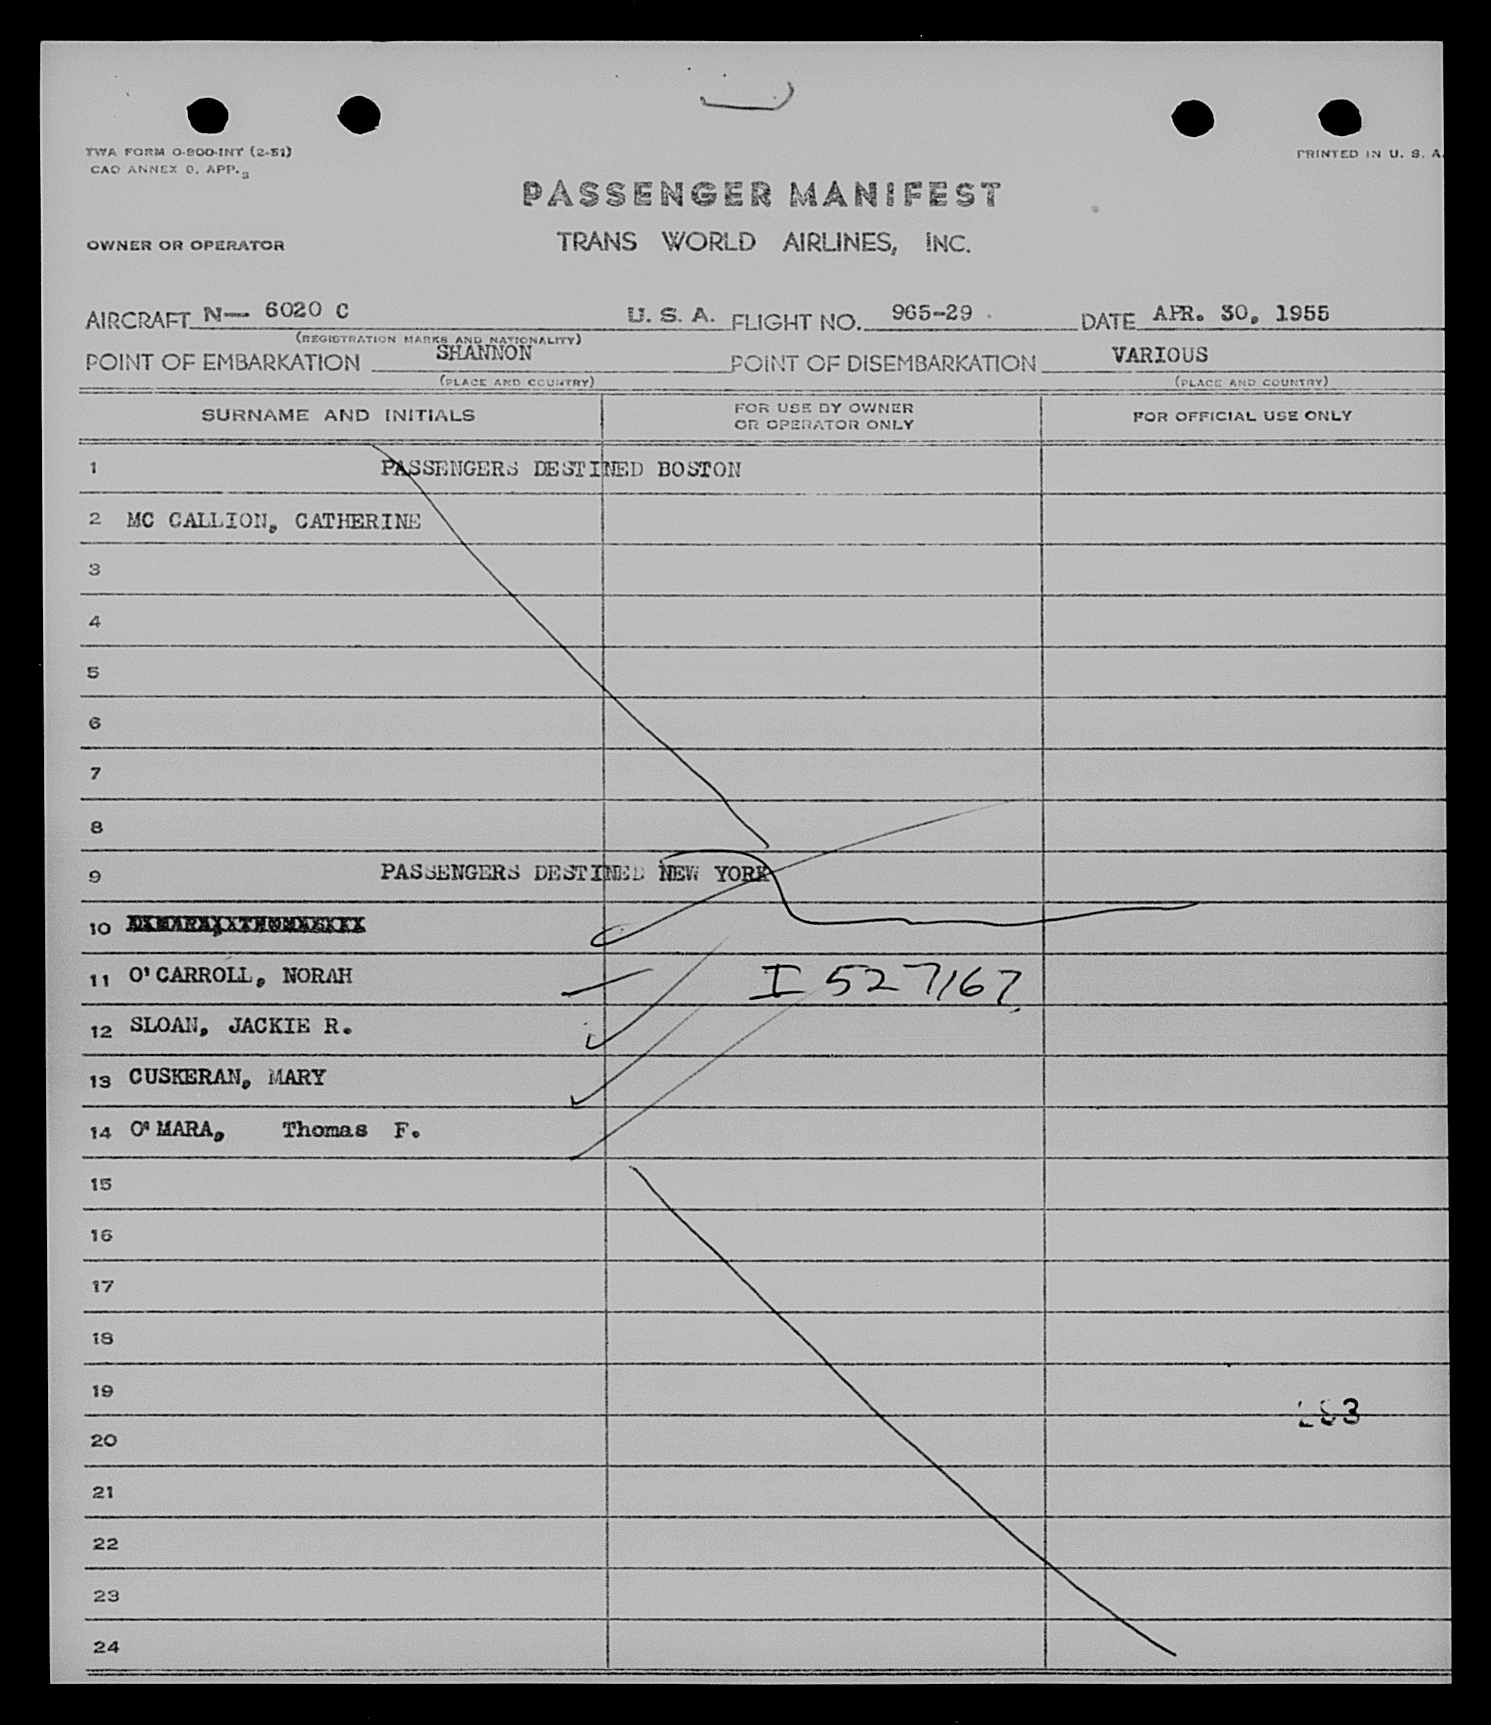 TWA FORM O-800-INT (2-51)
CAO ANNEX 9, APP. 3
PRINTED IN U. S. A.
PASSENGER MANIFEST
OWNER OR OPERATOR
TRANS WORLD AIRLINES, INC.
AIRCRAFT N— 6020 C U. S. A. FLIGHT NO. 965-29 DATE APR. 30, 1955
(REGISTRATION MARKS AND NATIONALITY)
POINT OF EMBARKATION SHANNON POINT OF DISEMBARKATION VARIOUS
(PLACE AND COUNTRY) (PLACE AND COUNTRY)
SURNAME AND INITIALS FOR USE BY OWNER OR OPERATOR ONLY FOR OFFICIAL USE ONLY
1 PASSENGERS DESTINED BOSTON
2 MC CALLION, CATHERINE
3
4
5
6
7
8
9 PASSENGERS DESTINED NEW YORK
10
11 O'CARROLL, NORAH I 527167
12 SLOAN, JACKIE R.
13 CUSKERAN, MARY
14 O'MARA, Thomas F.
15
16
17
18
19
20
21
22
23
24